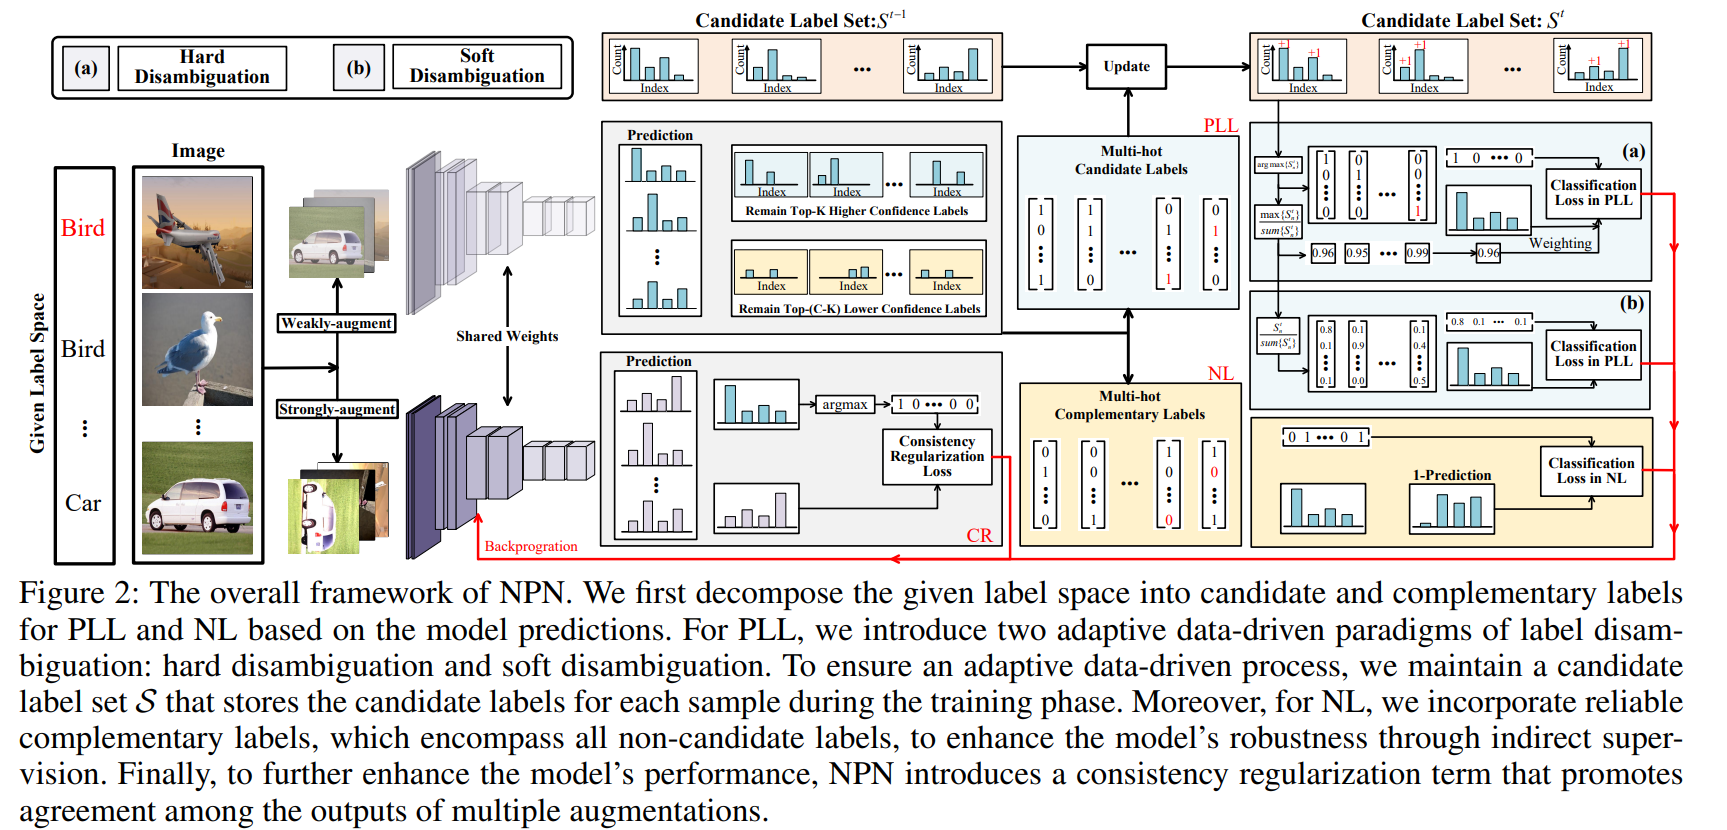 Candidate Label Set:S^{t-1}
Candidate Label Set: S^t
(a)
Hard
Disambiguation
(b)
Soft
Disambiguation
Count
Index
Count
Index
...
Count
Index
Update
Count
+1
+1
Index
Count
+1
+1
Index
...
Count
+1
+1
Index
Image
Given Label Space
Bird
Bird
...
Car
...
Weakly-augment
Strongly-augment
Shared Weights
Backprogration
Prediction
...
Index
Index
...
Index
Remain Top-K Higher Confidence Labels
Index
Index
...
Index
Remain Top-(C-K) Lower Confidence Labels
PLL
Multi-hot
Candidate Labels
1 1 0 0
0 1 1 1
... ... ... ... ...
1 0 1 0
NL
Multi-hot
Complementary Labels
0 0 1 1
1 0 0 0
... ... ... ... ...
0 1 0 1
Prediction
...
argmax
1 0 ... 0 0
Consistency
Regularization
Loss
CR
(a)
arg max{S_n^t}
max{S_n^t}
sum{S_n^t}
1 0 0
0 1 0
... ... ... ...
0 0 1
1 0 ... 0
Classification
Loss in PLL
Weighting
0.96 0.95 ... 0.99 0.96
(b)
S_n^t
sum{S_n^t}
0.8 0.1 0.1
0.1 0.9 0.4
... ... ... ...
0.1 0.0 0.5
0.8 0.1 ... 0.1
Classification
Loss in PLL
0 1 ... 0 1
1-Prediction
Classification
Loss in NL
Figure 2: The overall framework of NPN. We first decompose the given label space into candidate and complementary labels
for PLL and NL based on the model predictions. For PLL, we introduce two adaptive data-driven paradigms of label disam-
biguation: hard disambiguation and soft disambiguation. To ensure an adaptive data-driven process, we maintain a candidate
label set S that stores the candidate labels for each sample during the training phase. Moreover, for NL, we incorporate reliable
complementary labels, which encompass all non-candidate labels, to enhance the model's robustness through indirect super-
vision. Finally, to further enhance the model's performance, NPN introduces a consistency regularization term that promotes
agreement among the outputs of multiple augmentations.